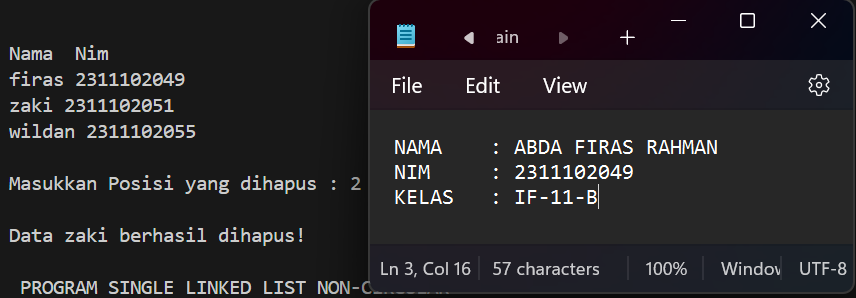 Nama  Nim
firas 2311102049
zaki 2311102051
wildan 2311102055
Masukkan Posisi yang dihapus : 2
Data zaki berhasil dihapus!
PROGRAM SINGLE LINKED LIST NON-CIRCULAR
ain
File Edit View
NAMA    : ABDA FIRAS RAHMAN
NIM     : 2311102049
KELAS   : IF-11-B
Ln 3, Col 16 57 characters 100% Window UTF-8